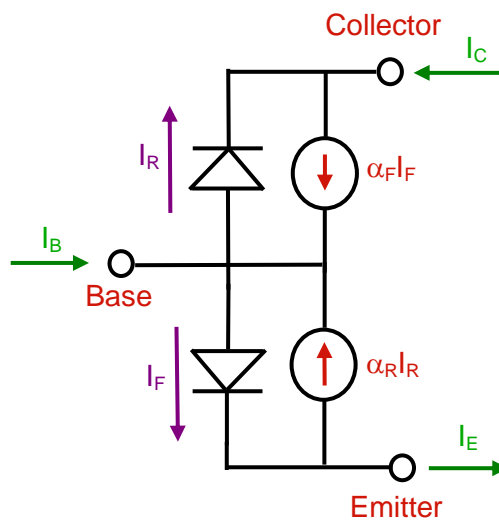 Collector
I_C
I_R
α_F I_F
I_B
Base
I_F
α_R I_R
I_E
Emitter